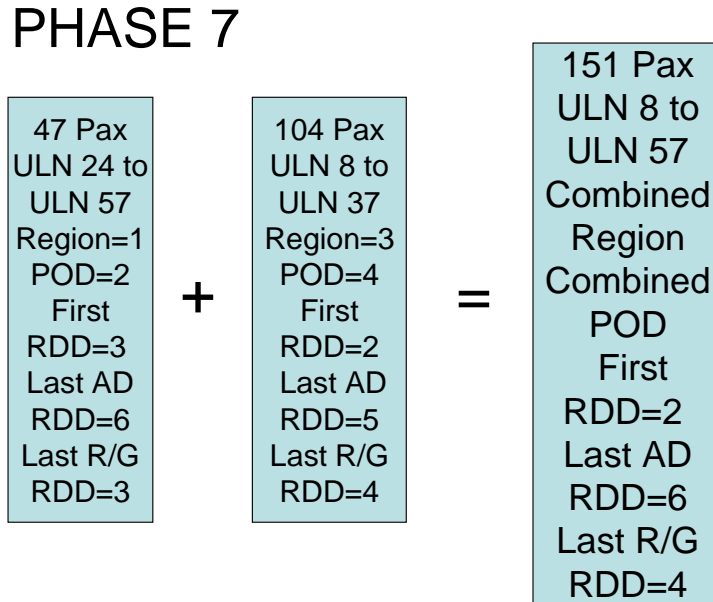 PHASE 7
47 Pax
ULN 24 to
ULN 57
Region=1
POD=2
First
RDD=3
Last AD
RDD=6
Last R/G
RDD=3
+
104 Pax
ULN 8 to
ULN 37
Region=3
POD=4
First
RDD=2
Last AD
RDD=5
Last R/G
RDD=4
=
151 Pax
ULN 8 to
ULN 57
Combined
Region
Combined
POD
First
RDD=2
Last AD
RDD=6
Last R/G
RDD=4